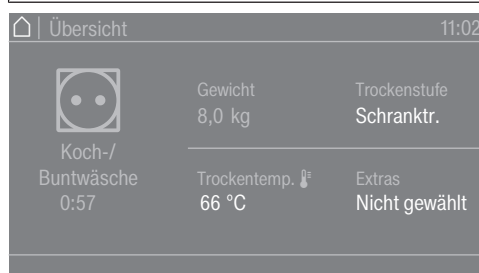 Übersicht 11:02
Koch-/
Buntwäsche
0:57
Gewicht
8,0 kg
Trockenstufe
Schranktr.
Trockentemp.
66 °C
Extras
Nicht gewählt